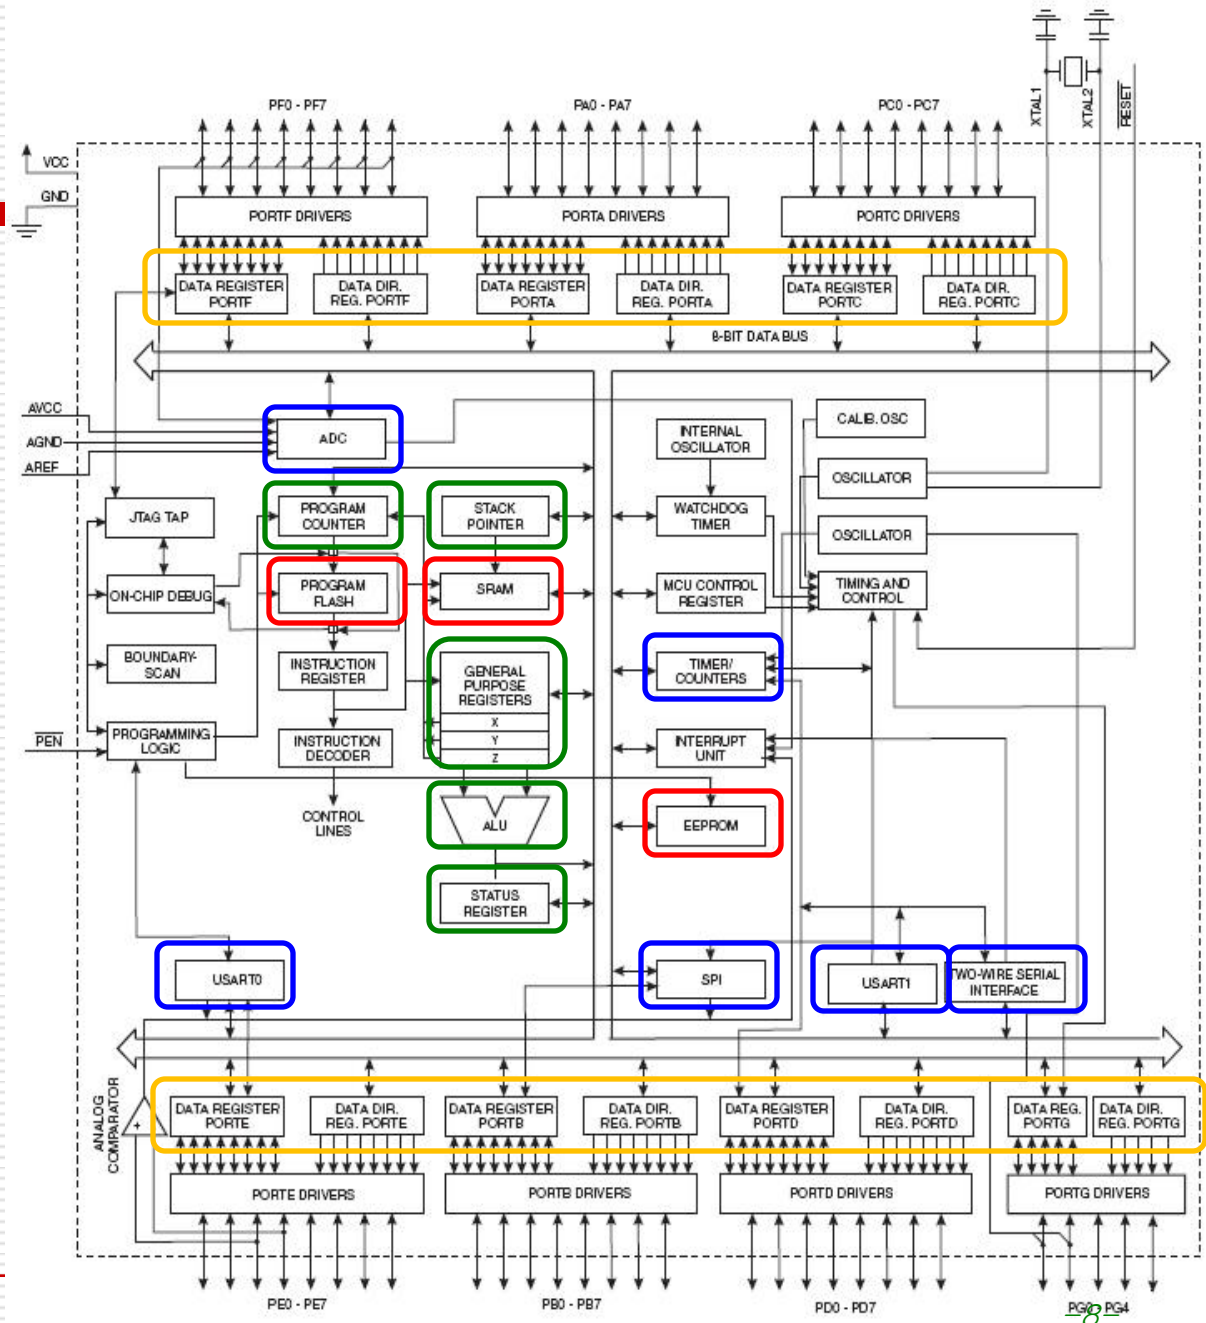 XTAL1
XTAL2
RESET
PF0 - PF7
PA0 - PA7
PC0 - PC7
VCC
GND
PORTF DRIVERS
PORTA DRIVERS
PORTC DRIVERS
DATA REGISTER
PORTF
DATA DIR.
REG. PORTF
DATA REGISTER
PORTA
DATA DIR.
REG. PORTA
DATA REGISTER
PORTC
DATA DIR.
REG. PORTC
8-BIT DATA BUS
AVCC
AGND
AREF
ADC
INTERNAL
OSCILLATOR
CALIB. OSC
OSCILLATOR
JTAG TAP
PROGRAM
COUNTER
STACK
POINTER
WATCHDOG
TIMER
OSCILLATOR
ON-CHIP DEBUG
PROGRAM
FLASH
SRAM
MCU CONTROL
REGISTER
TIMING AND
CONTROL
BOUNDARY-
SCAN
INSTRUCTION
REGISTER
GENERAL
PURPOSE
REGISTERS
X
Y
Z
TIMER/
COUNTERS
PEN
PROGRAMMING
LOGIC
INSTRUCTION
DECODER
INTERRUPT
UNIT
CONTROL
LINES
ALU
EEPROM
STATUS
REGISTER
USART0
SPI
USART1
TWO-WIRE SERIAL
INTERFACE
ANALOG
COMPARATOR
+
-
DATA REGISTER
PORTE
DATA DIR.
REG. PORTE
DATA REGISTER
PORTB
DATA DIR.
REG. PORTB
DATA REGISTER
PORTD
DATA DIR.
REG. PORTD
DATA REG.
PORTG
DATA DIR.
REG. PORTG
PORTE DRIVERS
PORTB DRIVERS
PORTD DRIVERS
PORTG DRIVERS
PE0 - PE7
PB0 - PB7
PD0 - PD7
PG0 - PG4
-8-